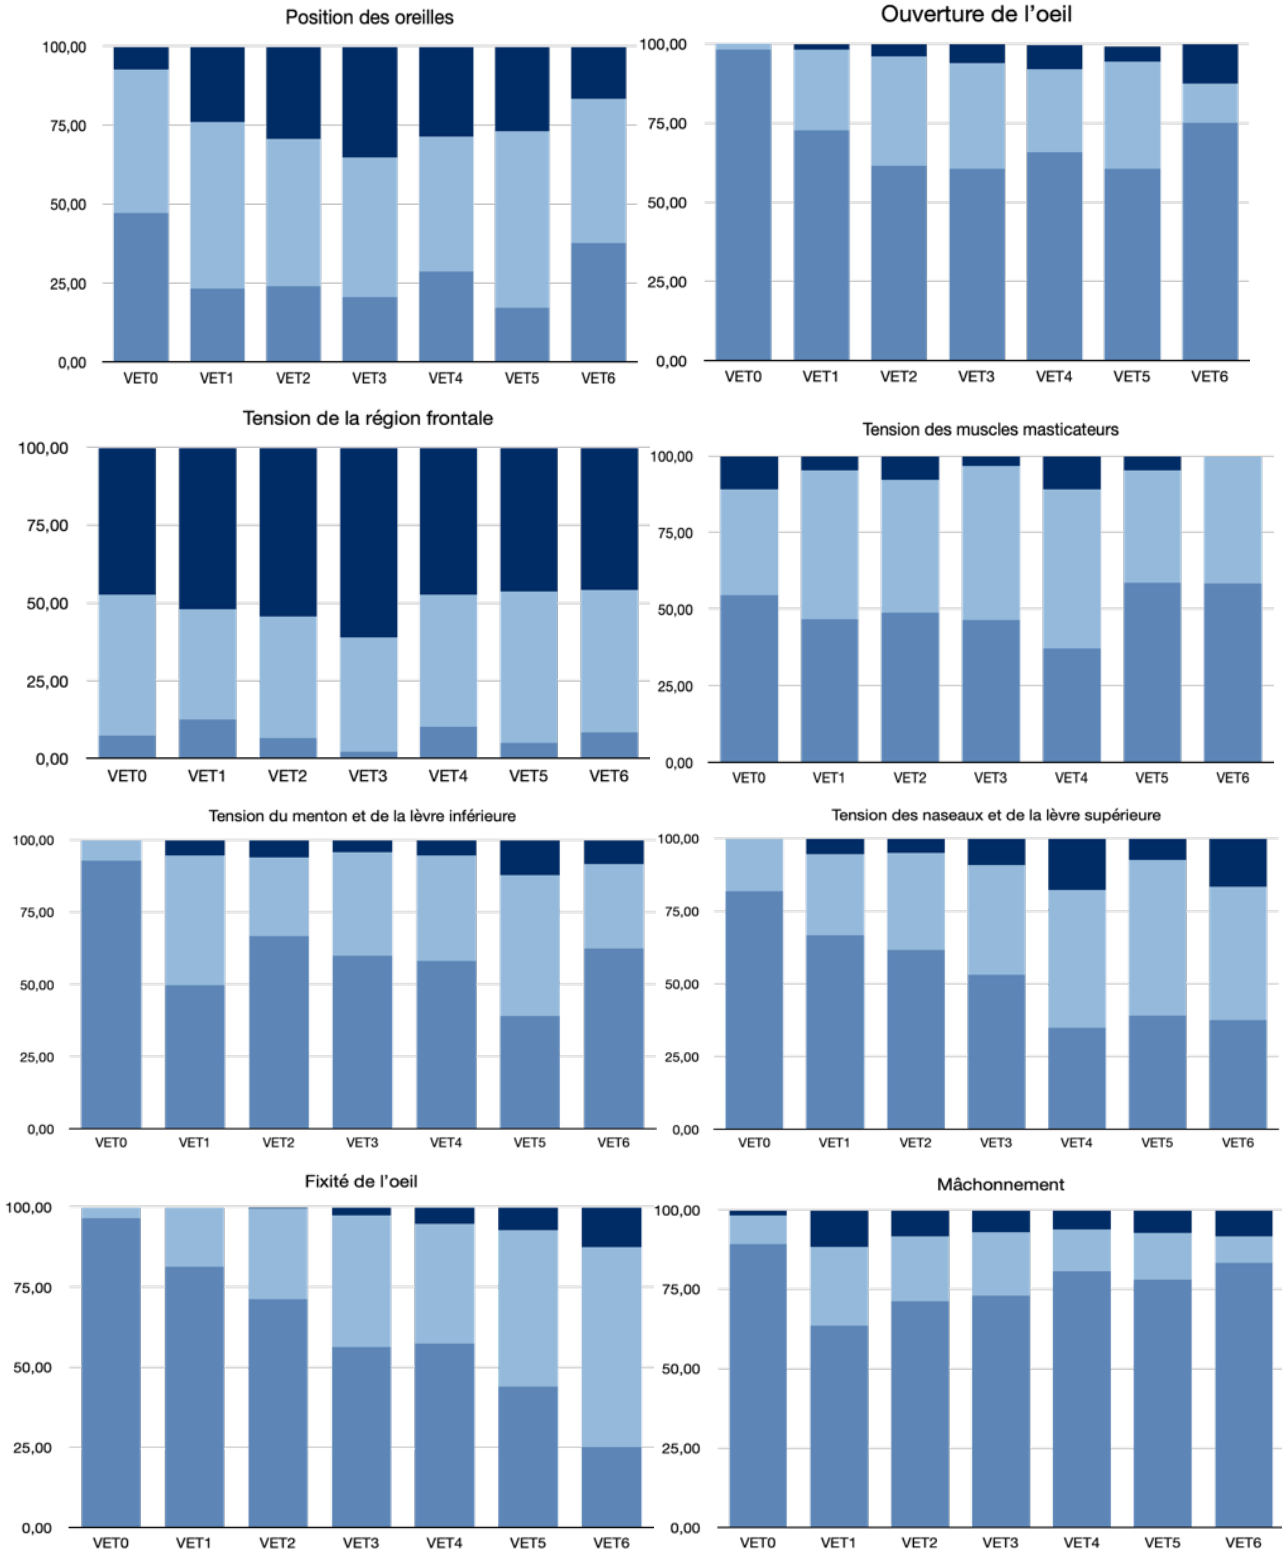 Position des oreilles
100,00
75,00
50,00
25,00
0,00
VET0 VET1 VET2 VET3 VET4 VET5 VET6
Ouverture de l'oeil
100,00
75,00
50,00
25,00
0,00
VET0 VET1 VET2 VET3 VET4 VET5 VET6
Tension de la région frontale
100,00
75,00
50,00
25,00
0,00
VET0 VET1 VET2 VET3 VET4 VET5 VET6
Tension des muscles masticateurs
100,00
75,00
50,00
25,00
0,00
VET0 VET1 VET2 VET3 VET4 VET5 VET6
Tension du menton et de la lèvre inférieure
100,00
75,00
50,00
25,00
0,00
VET0 VET1 VET2 VET3 VET4 VET5 VET6
Tension des naseaux et de la lèvre supérieure
100,00
75,00
50,00
25,00
0,00
VET0 VET1 VET2 VET3 VET4 VET5 VET6
Fixité de l'oeil
100,00
75,00
50,00
25,00
0,00
VET0 VET1 VET2 VET3 VET4 VET5 VET6
Mâchonnement
100,00
75,00
50,00
25,00
0,00
VET0 VET1 VET2 VET3 VET4 VET5 VET6